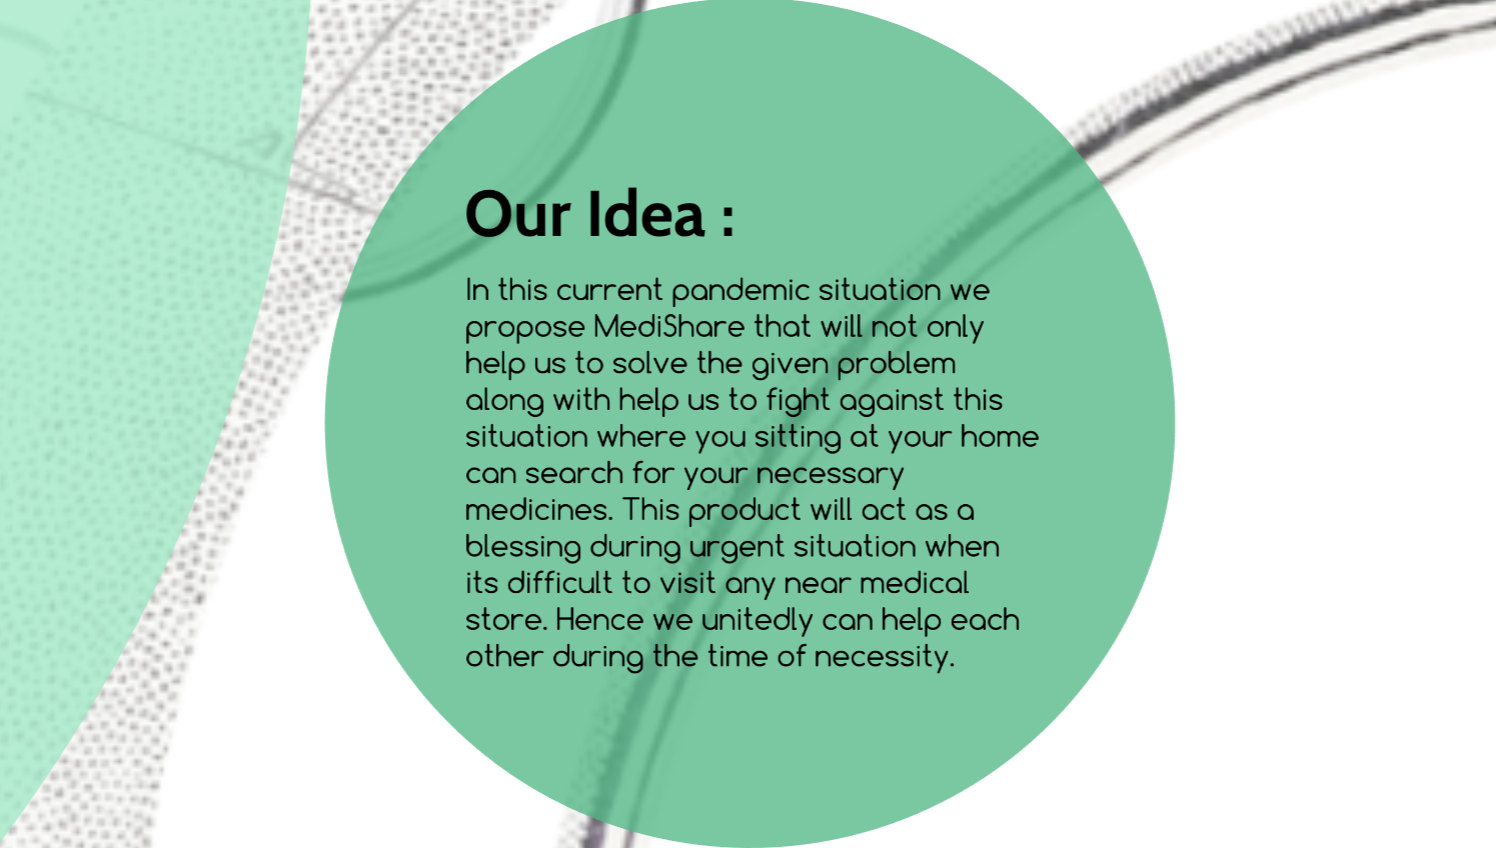 Our Idea :
In this current pandemic situation we
propose MediShare that will not only
help us to solve the given problem
along with help us to fight against this
situation where you sitting at your home
can search for your necessary
medicines. This product will act as a
blessing during urgent situation when
its difficult to visit any near medical
store. Hence we unitedly can help each
other during the time of necessity.